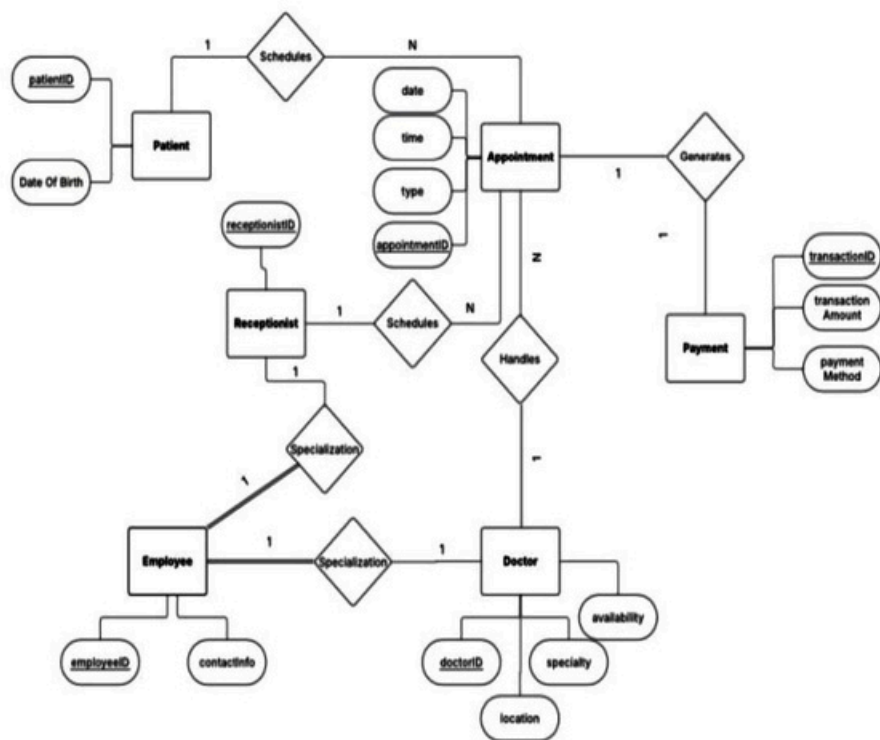 1
Schedules
N
patientID
date
time
Patient
Appointment
Generates
1
Date Of Birth
type
receptionistID
appointmentID
1
transactionID
N
transaction
Amount
Receptionist
1
Schedules
N
Payment
payment
Method
Handles
1
Specialization
1
1
Employee
1
Specialization
1
Doctor
availability
employeeID
contactInfo
doctorID
specialty
location